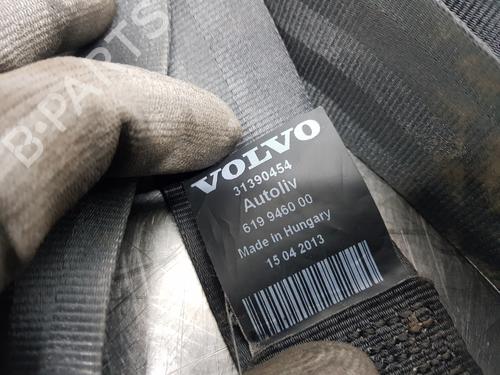 B-PARTS
VOLVO
31390454
Autoliv
619 9460 00
Made in Hungary
15 04 2013